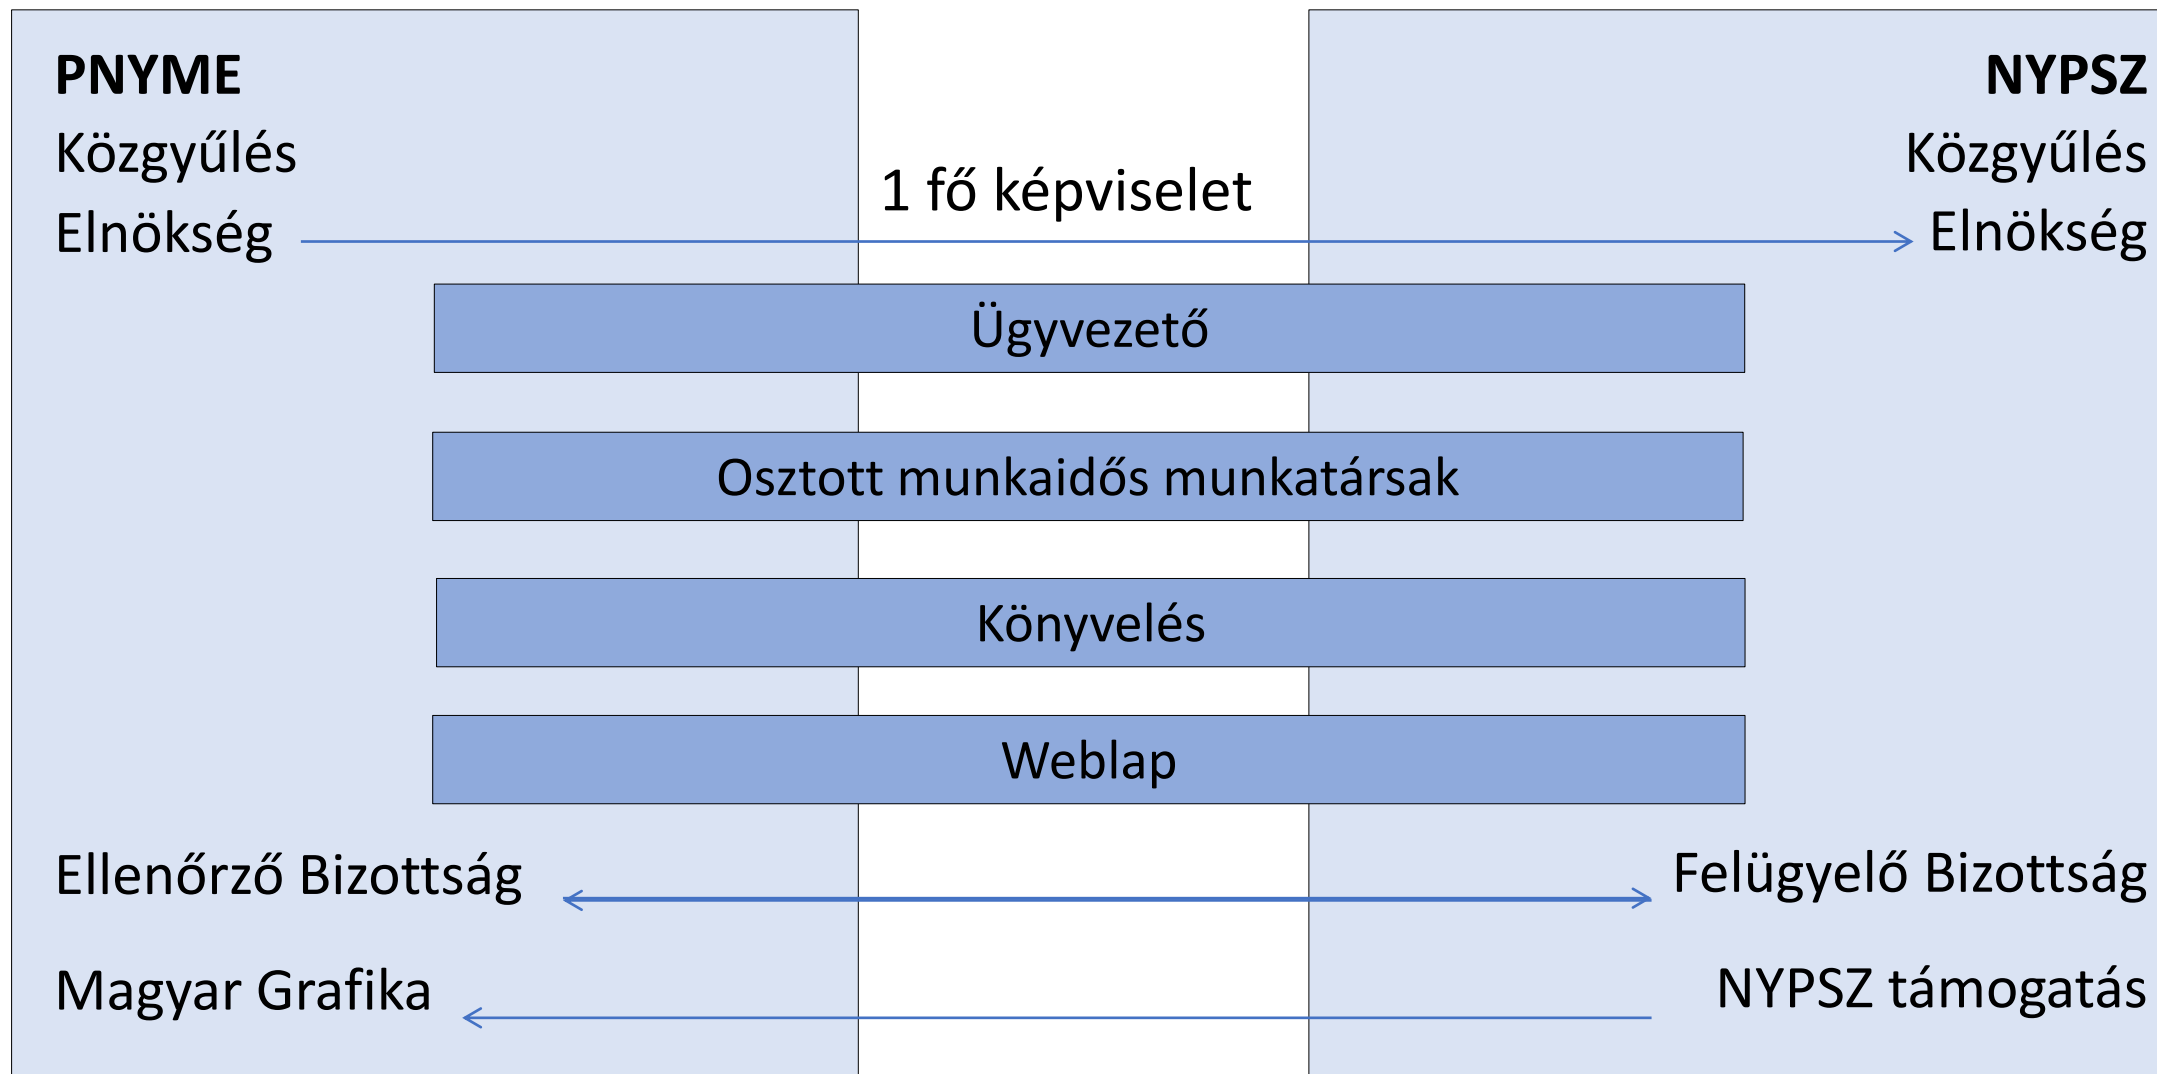 PNYME
NYPSZ
Közgyűlés
Közgyűlés
1 fő képviselet
Elnökség
Elnökség
Ügyvezető
Osztott munkaidős munkatársak
Könyvelés
Weblap
Ellenőrző Bizottság
Felügyelő Bizottság
Magyar Grafika
NYPSZ támogatás